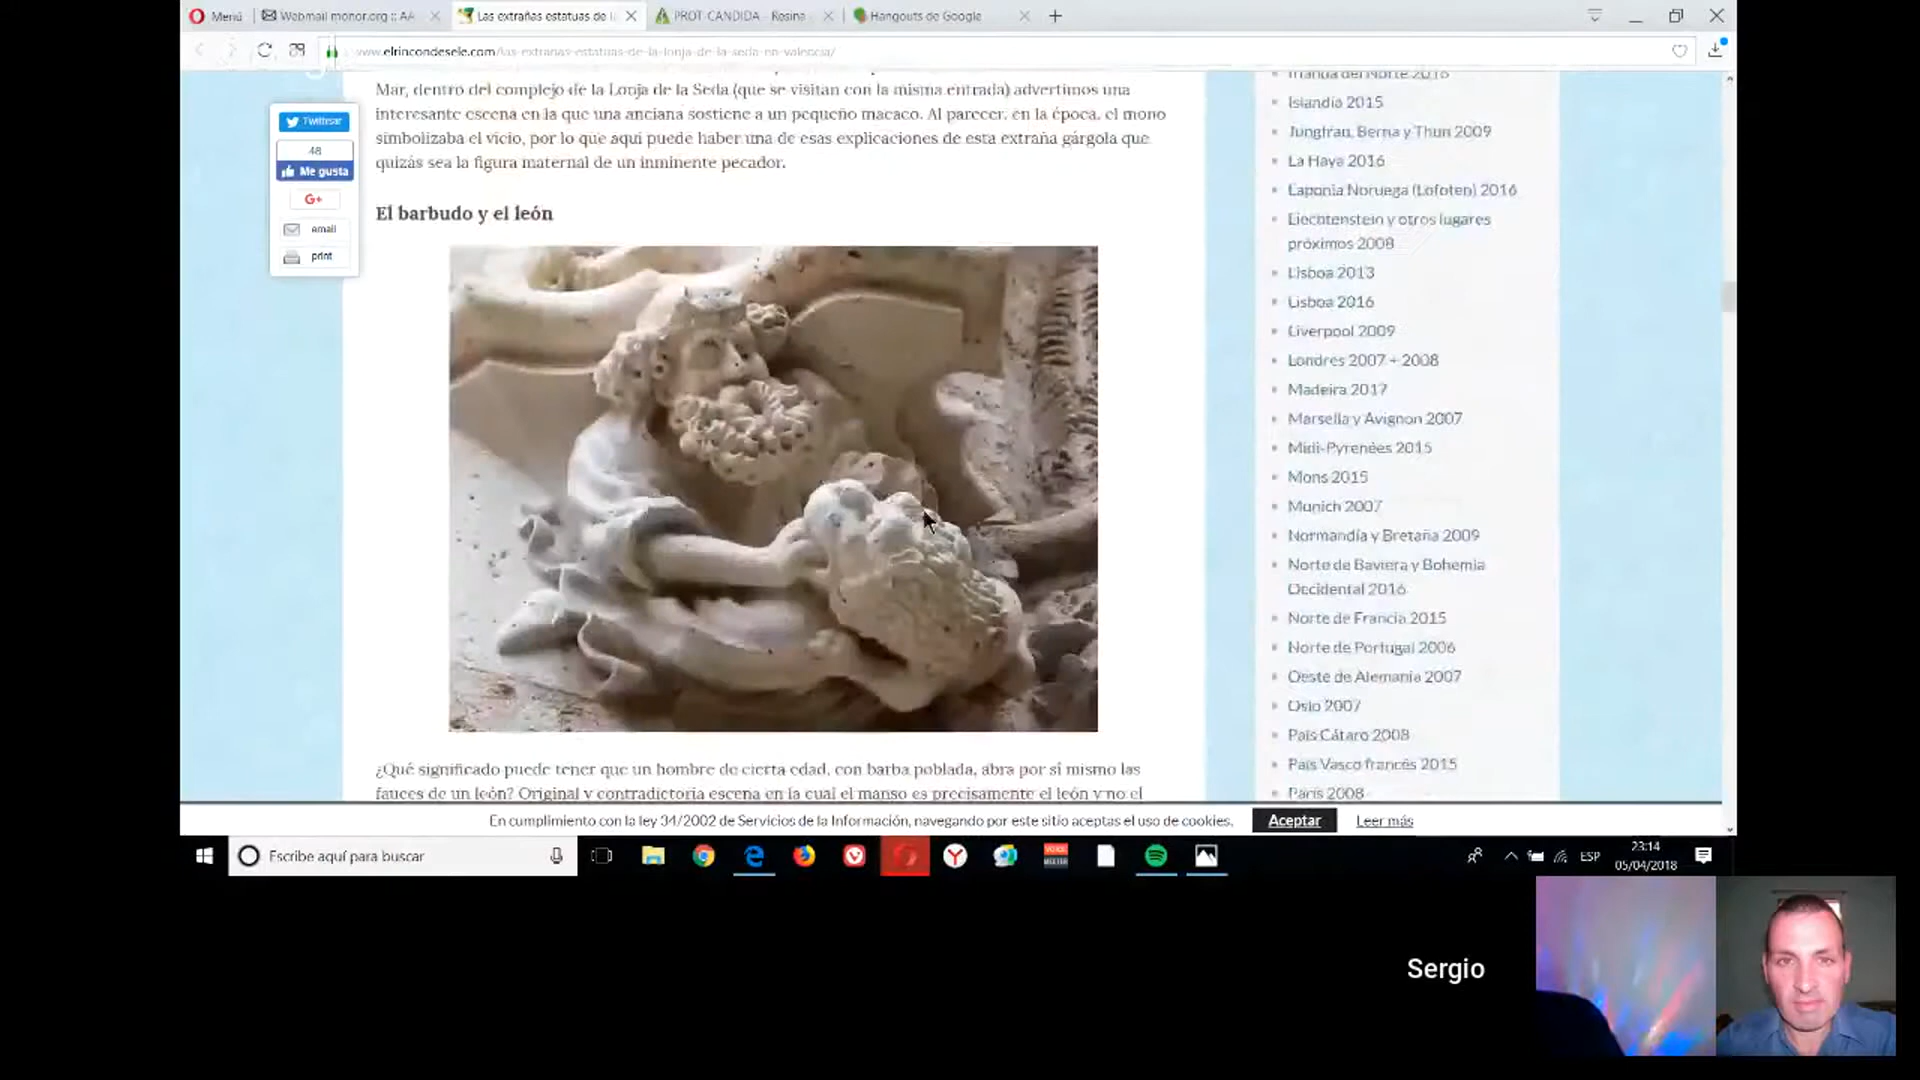 Menú
Webmail monor.org :: AA
Las extrañas estatuas de l
PROT-CANDIDA - Resina
Hangouts de Google
www.elrincondesele.com/las-extranas-estatuas-de-la-lonja-de-la-seda-en-valencia/
Twittear
48
Me gusta
G+
email
print
Mar, dentro del complejo de la Lonja de la Seda (que se visitan con la misma entrada) advertimos una
interesante escena en la que una anciana sostiene a un pequeño macaco. Al parecer, en la época, el mono
simbolizaba el vicio, por lo que aquí puede haber una de esas explicaciones de esta extraña gárgola que
quizás sea la figura maternal de un inminente pecador.
El barbudo y el león
¿Qué significado puede tener que un hombre de cierta edad, con barba poblada, abra por sí mismo las
fauces de un león? Original y contradictoria escena en la cual el manso es precisamente el león y no el
Irlanda del Norte 2016
Islandia 2015
Jungfrau, Berna y Thun 2009
La Haya 2016
Laponia Noruega (Lofoten) 2016
Liechtenstein y otros lugares
próximos 2008
Lisboa 2013
Lisboa 2016
Liverpool 2009
Londres 2007 + 2008
Madeira 2017
Marsella y Avignon 2007
Midi-Pyrenées 2015
Mons 2015
Munich 2007
Normandía y Bretaña 2009
Norte de Baviera y Bohemia
Occidental 2016
Norte de Francia 2015
Norte de Portugal 2006
Oeste de Alemania 2007
Oslo 2007
País Cátaro 2008
País Vasco francés 2015
París 2008
En cumplimiento con la ley 34/2002 de Servicios de la Información, navegando por este sitio aceptas el uso de cookies.
Aceptar
Leer más
Escribe aquí para buscar
ESP
23:14
05/04/2018
Sergio